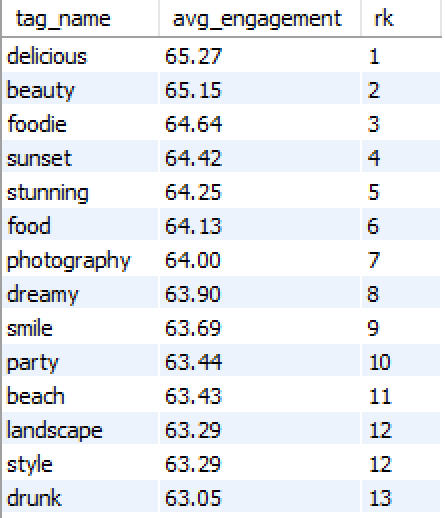 tag_name avg_engagement rk
delicious 65.27 1
beauty 65.15 2
foodie 64.64 3
sunset 64.42 4
stunning 64.25 5
food 64.13 6
photography 64.00 7
dreamy 63.90 8
smile 63.69 9
party 63.44 10
beach 63.43 11
landscape 63.29 12
style 63.29 12
drunk 63.05 13